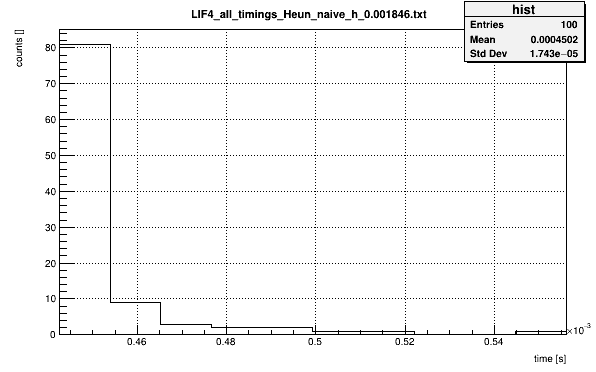 LIF4_all_timings_Heun_naive_h_0.001846.txt
hist
Entries 100
Mean 0.0004502
Std Dev 1.743e−05
counts []
80
70
60
50
40
30
20
10
0
0.46 0.48 0.5 0.52 0.54
×10⁻³
time [s]